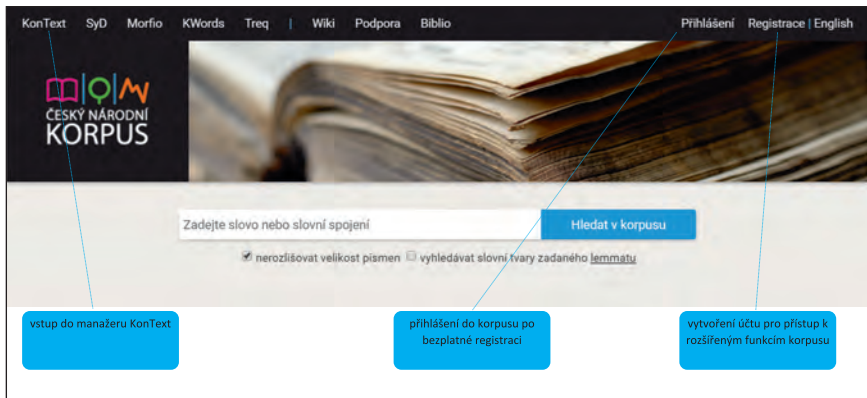 KonText SyD Morfio KWords Treq | Wiki Podpora Biblio Přihlášení Registrace | English
ČESKÝ NÁRODNÍ
KORPUS
Zadejte slovo nebo slovní spojení Hledat v korpusu
nerozlišovat velikost písmen vyhledávat slovní tvary zadaného lemmatu
vstup do manažeru KonText
přihlášení do korpusu po
bezplatné registraci
vytvoření účtu pro přístup k
rozšířeným funkcím korpusu